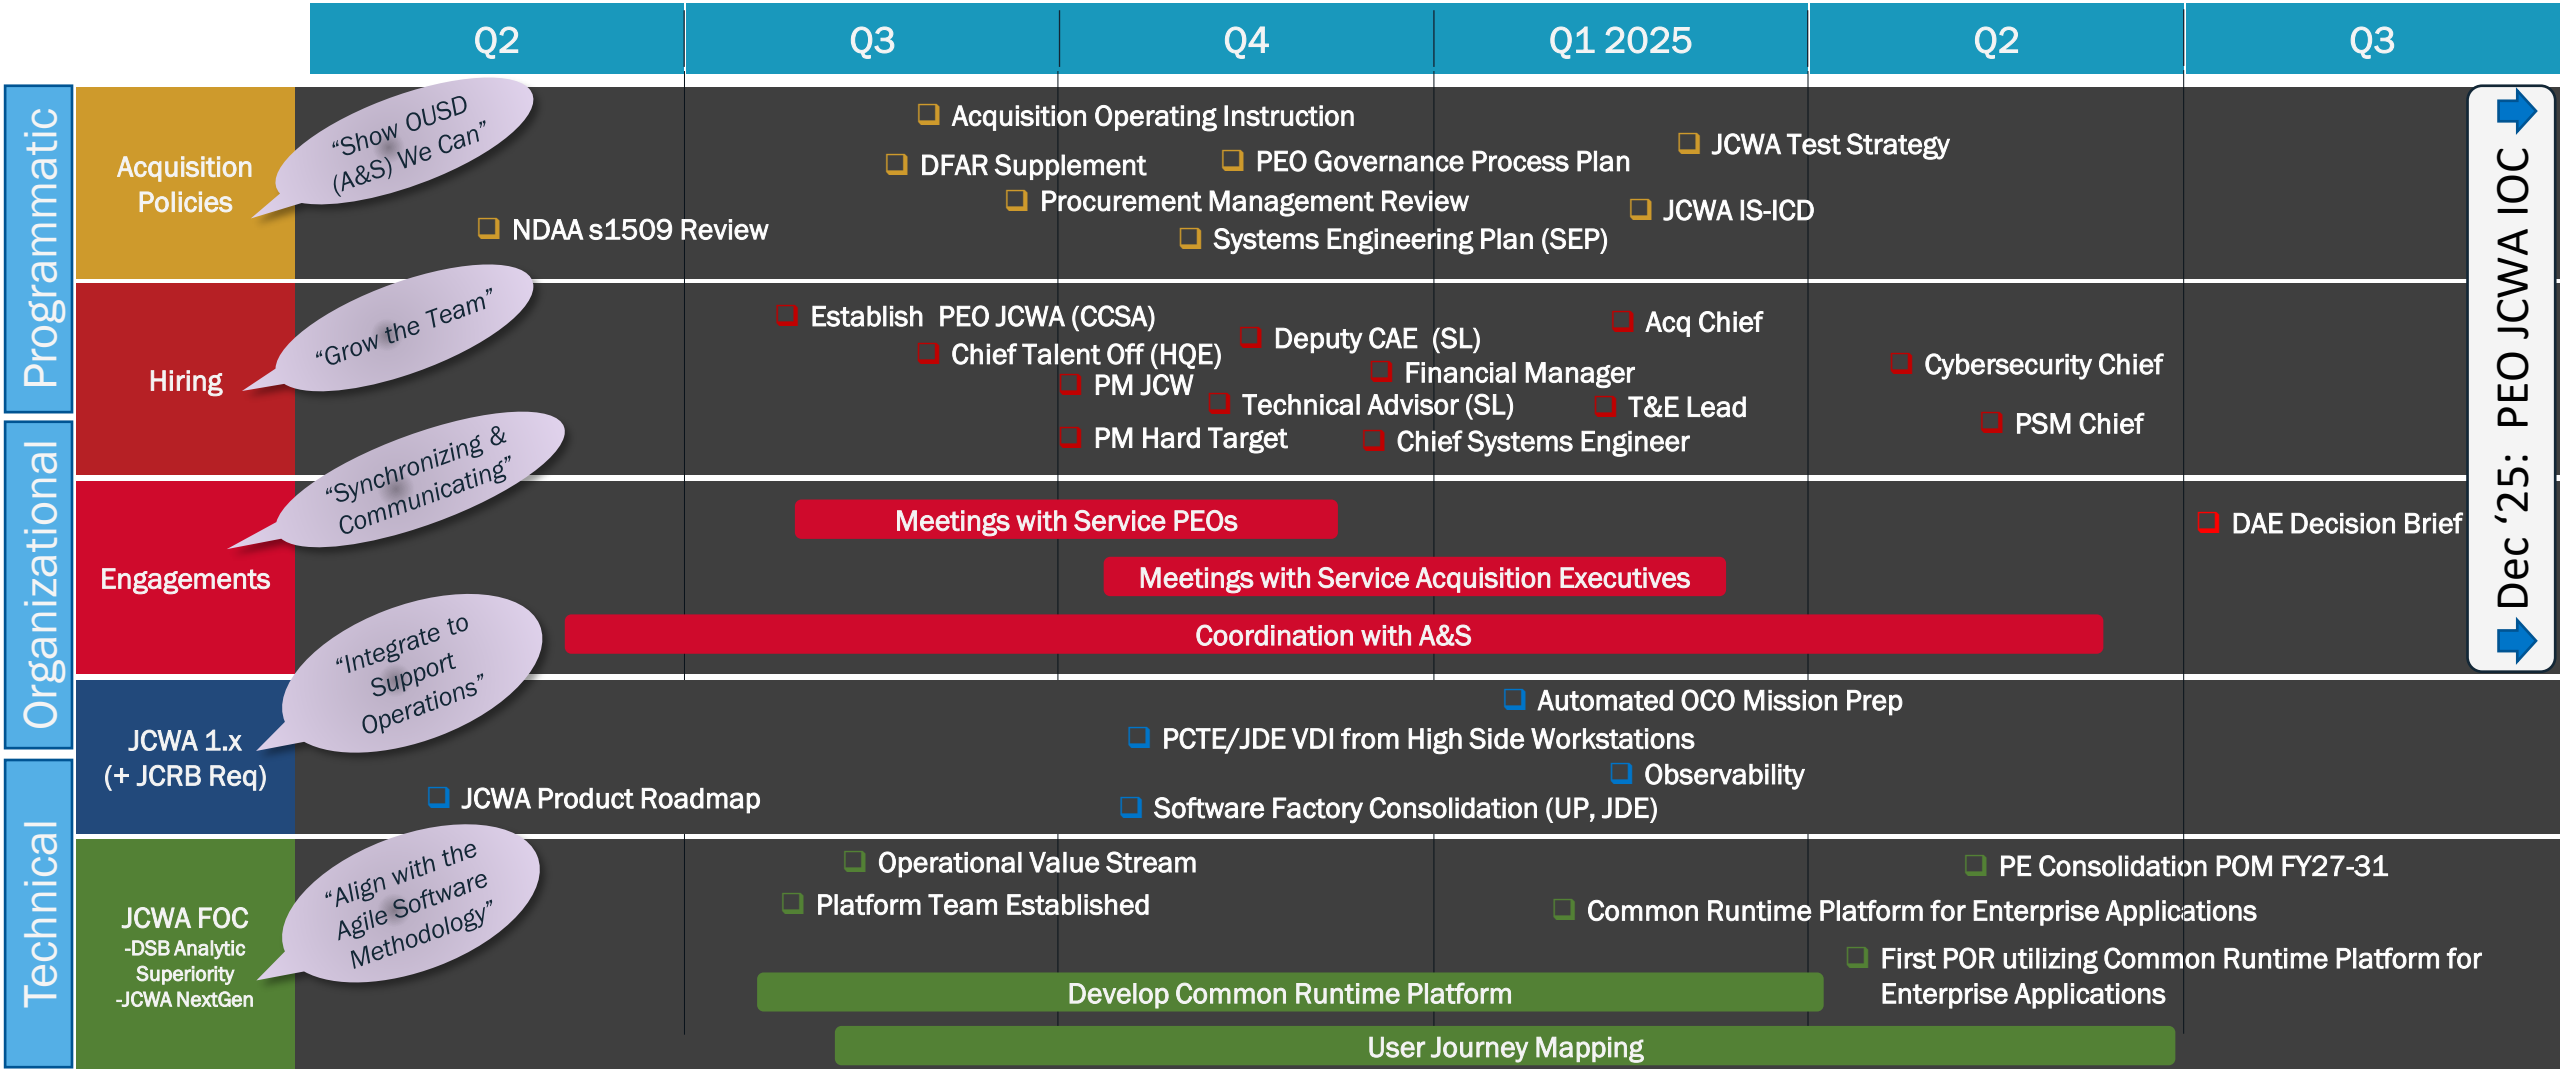 Q2
Q3
Q4
Q1 2025
Q2
Q3
Programmatic
Organizational
Technical
Acquisition
Policies
“Show OUSD
(A&S) We Can”
Acquisition Operating Instruction
JCWA Test Strategy
DFAR Supplement
PEO Governance Process Plan
Procurement Management Review
JCWA IS-ICD
NDAA s1509 Review
Systems Engineering Plan (SEP)
Hiring
“Grow the Team”
Establish  PEO JCWA (CCSA)
Acq Chief
Deputy CAE  (SL)
Chief Talent Off (HQE)
Cybersecurity Chief
Financial Manager
PM JCW
Technical Advisor (SL)
T&E Lead
PSM Chief
PM Hard Target
Chief Systems Engineer
Engagements
“Synchronizing &
Communicating”
Meetings with Service PEOs
DAE Decision Brief
Meetings with Service Acquisition Executives
Coordination with A&S
JCWA 1.x
(+ JCRB Req)
“Integrate to
Support
Operations”
Automated OCO Mission Prep
PCTE/JDE VDI from High Side Workstations
Observability
JCWA Product Roadmap
Software Factory Consolidation (UP, JDE)
JCWA FOC
-DSB Analytic
Superiority
-JCWA NextGen
“Align with the
Agile Software
Methodology”
Operational Value Stream
PE Consolidation POM FY27-31
Platform Team Established
Common Runtime Platform for Enterprise Applications
First POR utilizing Common Runtime Platform for
Enterprise Applications
Develop Common Runtime Platform
User Journey Mapping
Dec ‘25:  PEO JCWA IOC